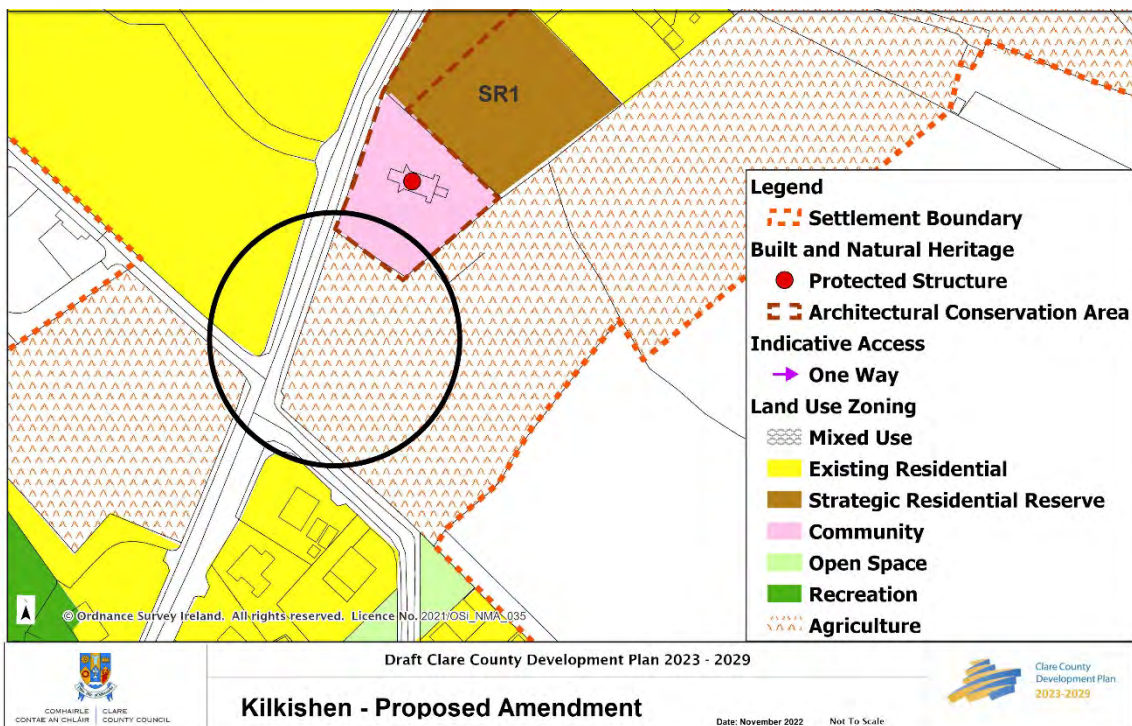 SR1
Legend
Settlement Boundary
Built and Natural Heritage
Protected Structure
Architectural Conservation Area
Indicative Access
One Way
Land Use Zoning
Mixed Use
Existing Residential
Strategic Residential Reserve
Community
Open Space
Recreation
Agriculture
© Ordnance Survey Ireland. All rights reserved. Licence No. 2021/OSi_NMA_035
COMHAIRLE CONTAE AN CHLÁIR
CLARE COUNTY COUNCIL
Draft Clare County Development Plan 2023 - 2029
Kilkishen - Proposed Amendment
Date: November 2022 Not To Scale
Clare County
Development Plan
2023-2029